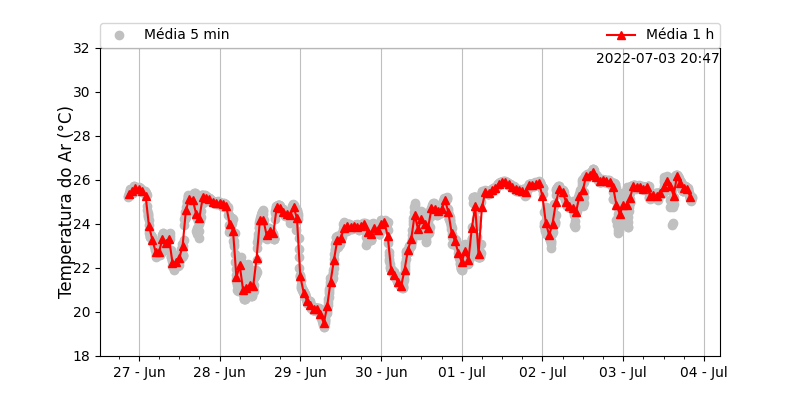 Média 5 min
Média 1 h
2022-07-03 20:47
Temperatura do Ar (°C)
32
30
28
26
24
22
20
18
27 - Jun
28 - Jun
29 - Jun
30 - Jun
01 - Jul
02 - Jul
03 - Jul
04 - Jul